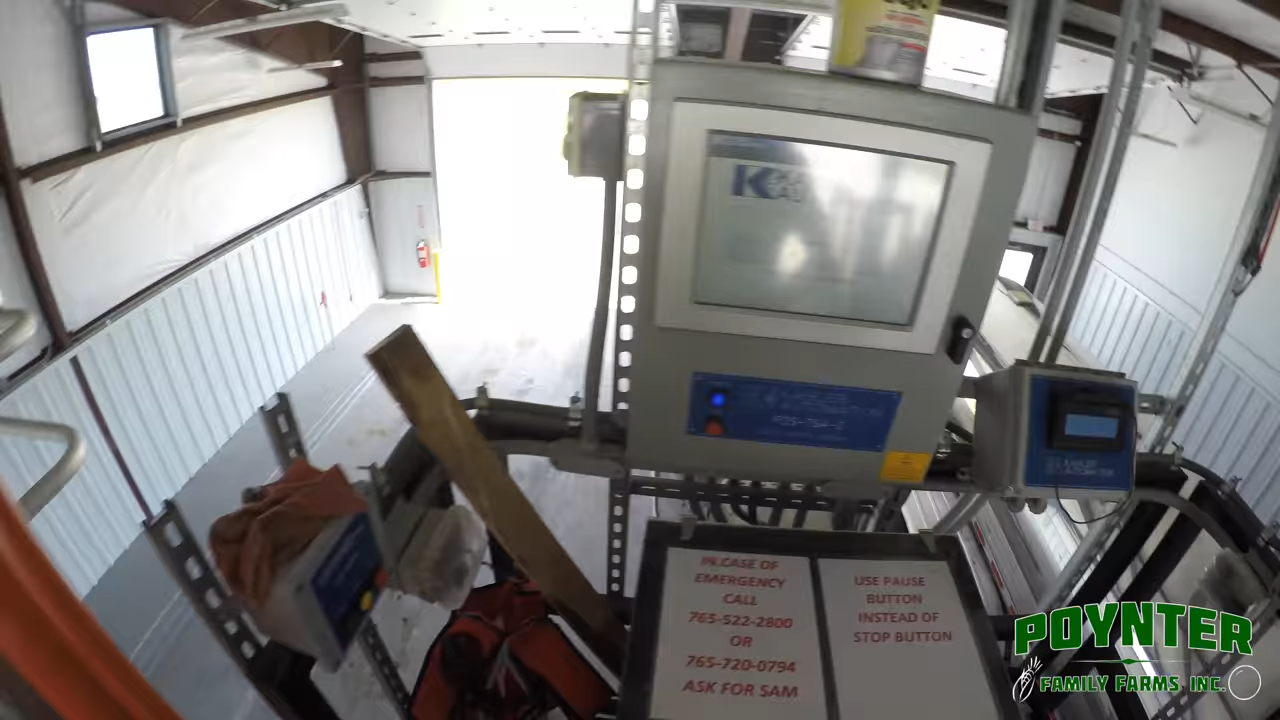 K
IN CASE OF
EMERGENCY
CALL
765-522-2800
OR
765-720-0794
ASK FOR SAM
USE PAUSE
BUTTON
INSTEAD OF
STOP BUTTON
POYNTER
FAMILY FARMS, INC.